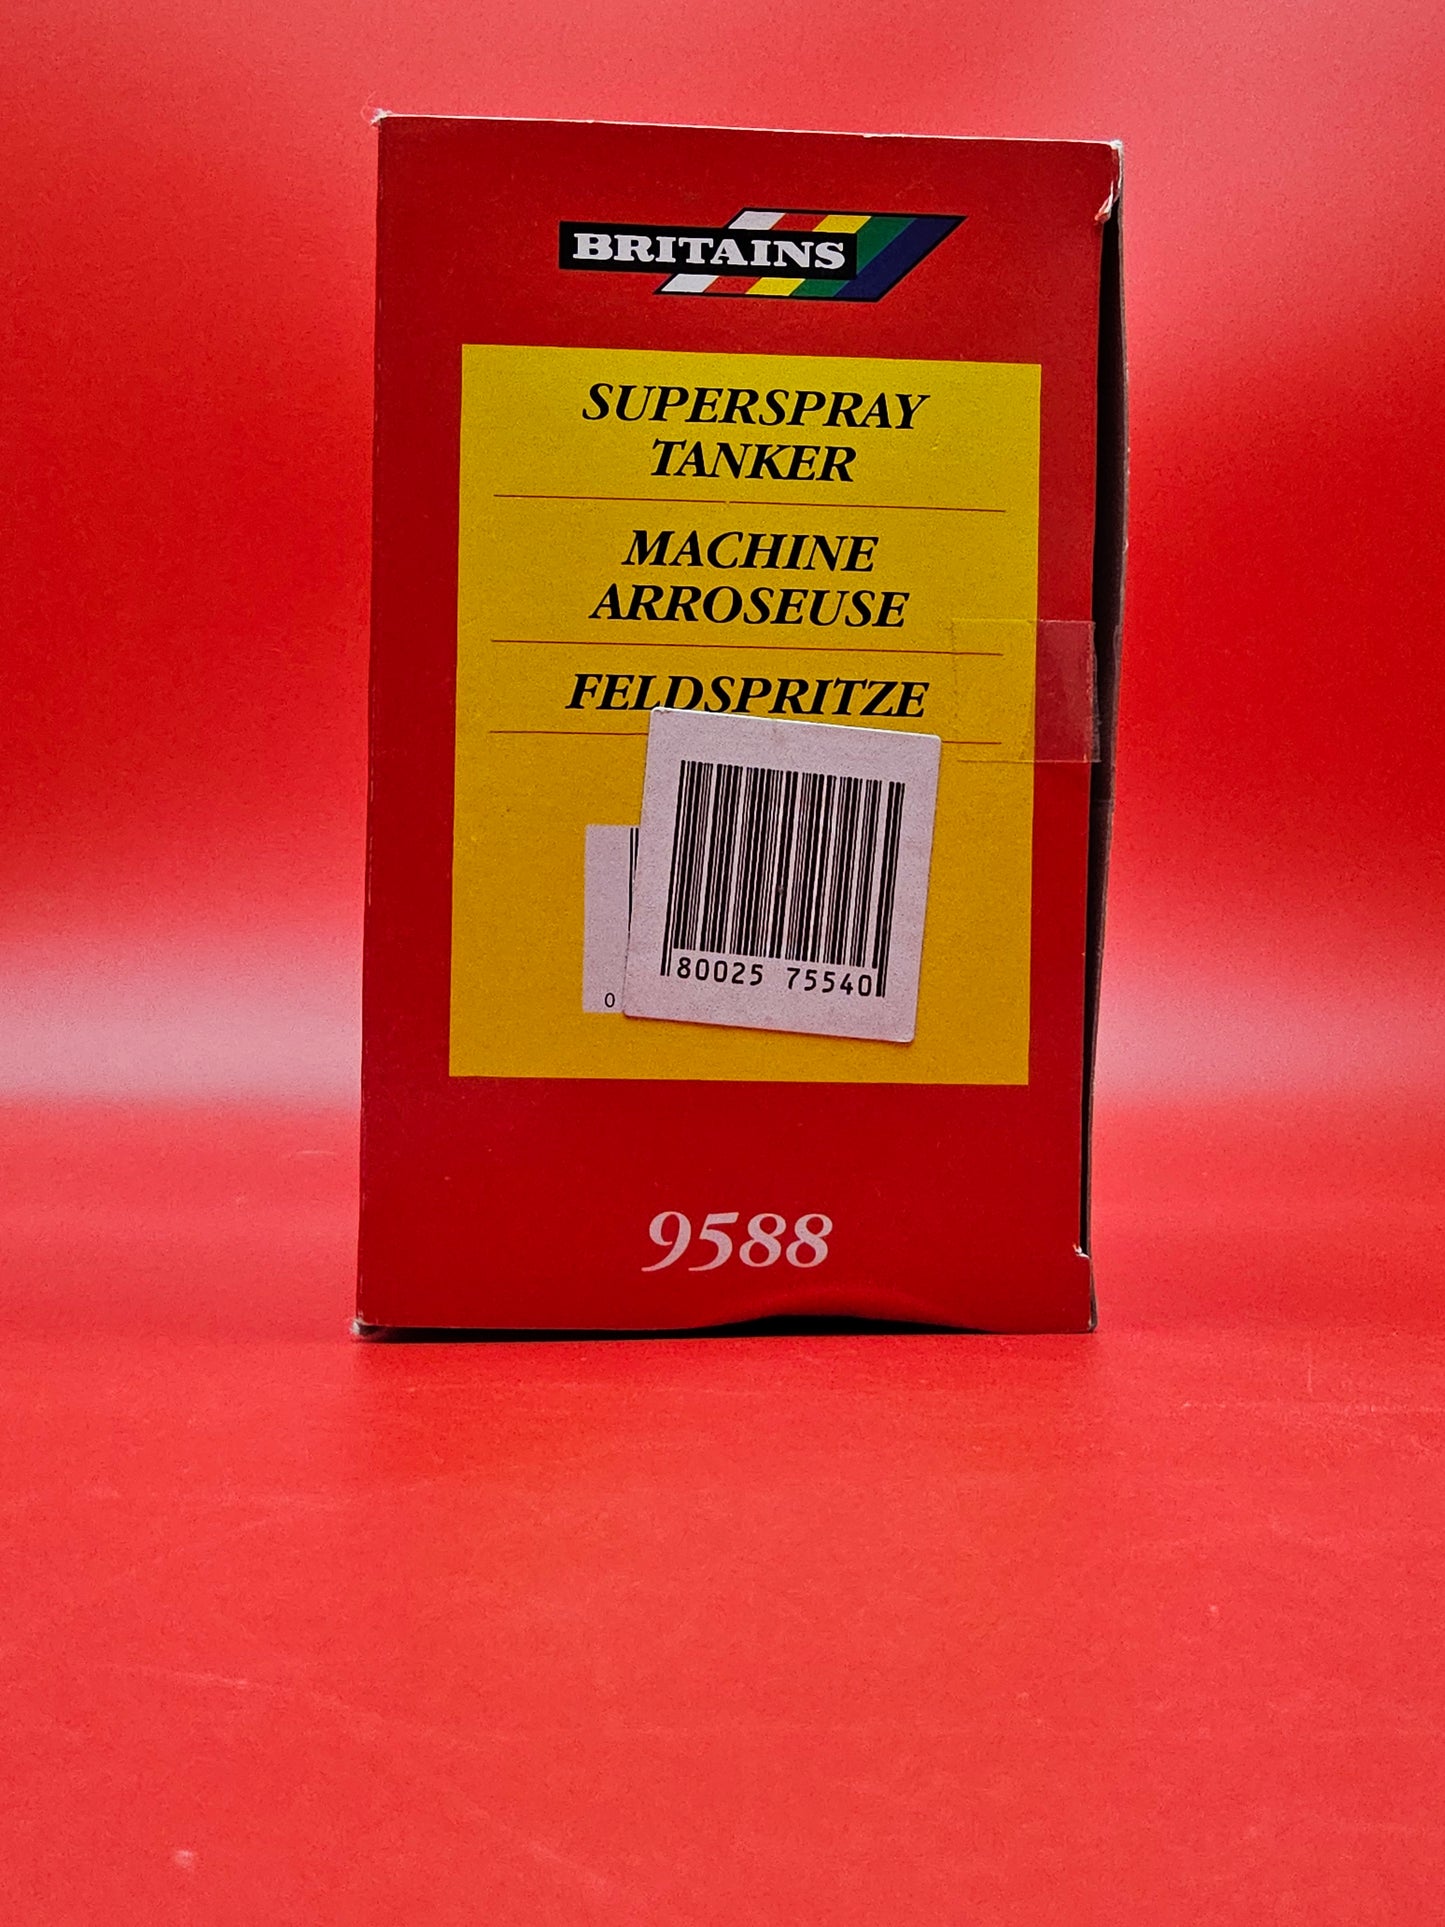 BRITAINS
SUPERSPRAY
TANKER
MACHINE
ARROSEUSE
FELDSPRITZE
80025 75540
0
9588